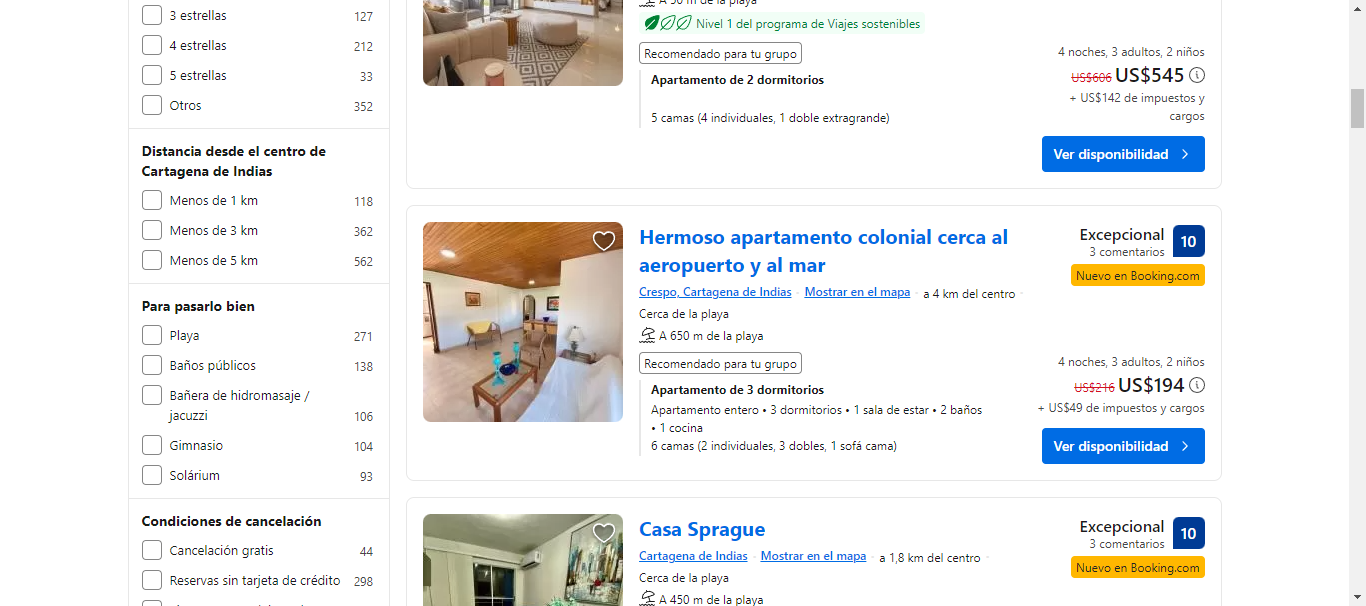 3 estrellas 127
4 estrellas 212
5 estrellas 33
Otros 352
Distancia desde el centro de
Cartagena de Indias
Menos de 1 km 118
Menos de 3 km 362
Menos de 5 km 562
Para pasarlo bien
Playa 271
Baños públicos 138
Bañera de hidromasaje /
jacuzzi 106
Gimnasio 104
Solárium 93
Condiciones de cancelación
Cancelación gratis 44
Reservas sin tarjeta de crédito 298
A 50 m de la playa
Nivel 1 del programa de Viajes sostenibles
Recomendado para tu grupo
Apartamento de 2 dormitorios
5 camas (4 individuales, 1 doble extragrande)
4 noches, 3 adultos, 2 niños
US$606 US$545
+ US$142 de impuestos y
cargos
Ver disponibilidad
Hermoso apartamento colonial cerca al
aeropuerto y al mar
Crespo, Cartagena de Indias · Mostrar en el mapa · a 4 km del centro ·
Cerca de la playa
A 650 m de la playa
Excepcional 10
3 comentarios
Nuevo en Booking.com
Recomendado para tu grupo
Apartamento de 3 dormitorios
Apartamento entero • 3 dormitorios • 1 sala de estar • 2 baños
• 1 cocina
6 camas (2 individuales, 3 dobles, 1 sofá cama)
4 noches, 3 adultos, 2 niños
US$216 US$194
+ US$49 de impuestos y cargos
Ver disponibilidad
Casa Sprague
Cartagena de Indias · Mostrar en el mapa · a 1,8 km del centro ·
Cerca de la playa
A 450 m de la playa
Excepcional 10
3 comentarios
Nuevo en Booking.com